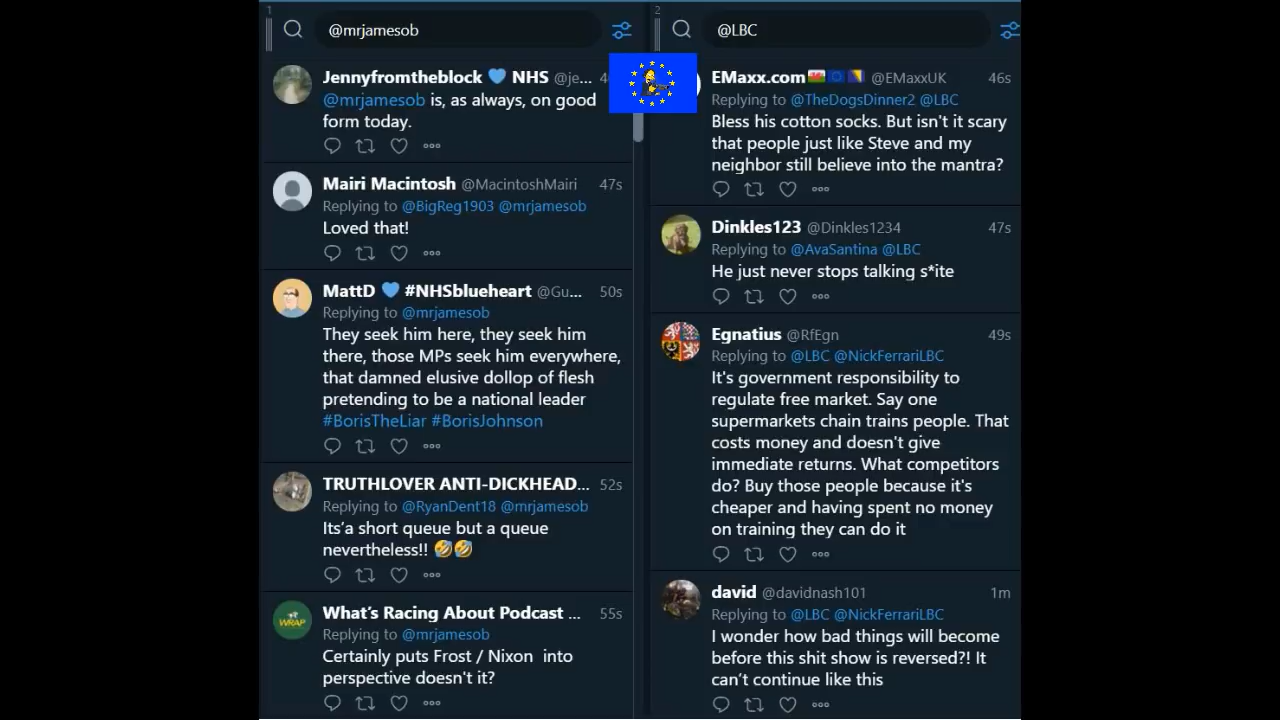 1
@mrjamesob
Jennyfromtheblock 💙 NHS @je...
@mrjamesob is, as always, on good
form today.
Mairi Macintosh @MacintoshMairi 47s
Replying to @BigReg1903 @mrjamesob
Loved that!
MattD 💙 #NHSblueheart @Gu... 50s
Replying to @mrjamesob
They seek him here, they seek him
there, those MPs seek him everywhere,
that damned elusive dollop of flesh
pretending to be a national leader
#BorisTheLiar #BorisJohnson
TRUTHLOVER ANTI-DICKHEAD... 52s
Replying to @RyanDent18 @mrjamesob
Its'a short queue but a queue
nevertheless!! 🤣🤣
WRAP
What's Racing About Podcast ... 55s
Replying to @mrjamesob
Certainly puts Frost / Nixon into
perspective doesn't it?
2
@LBC
EMaxx.com🏴󠁧󠁢󠁷󠁬󠁳󠁿🇪🇺🇧🇦 @EMaxxUK 46s
Replying to @TheDogsDinner2 @LBC
Bless his cotton socks. But isn't it scary
that people just like Steve and my
neighbor still believe into the mantra?
Dinkles123 @Dinkles1234 47s
Replying to @AvaSantina @LBC
He just never stops talking s*ite
Egnatius @RfEgn 49s
Replying to @LBC @NickFerrariLBC
It's government responsibility to
regulate free market. Say one
supermarkets chain trains people. That
costs money and doesn't give
immediate returns. What competitors
do? Buy those people because it's
cheaper and having spent no money
on training they can do it
david @davidnash101 1m
Replying to @LBC @NickFerrariLBC
I wonder how bad things will become
before this shit show is reversed?! It
can't continue like this